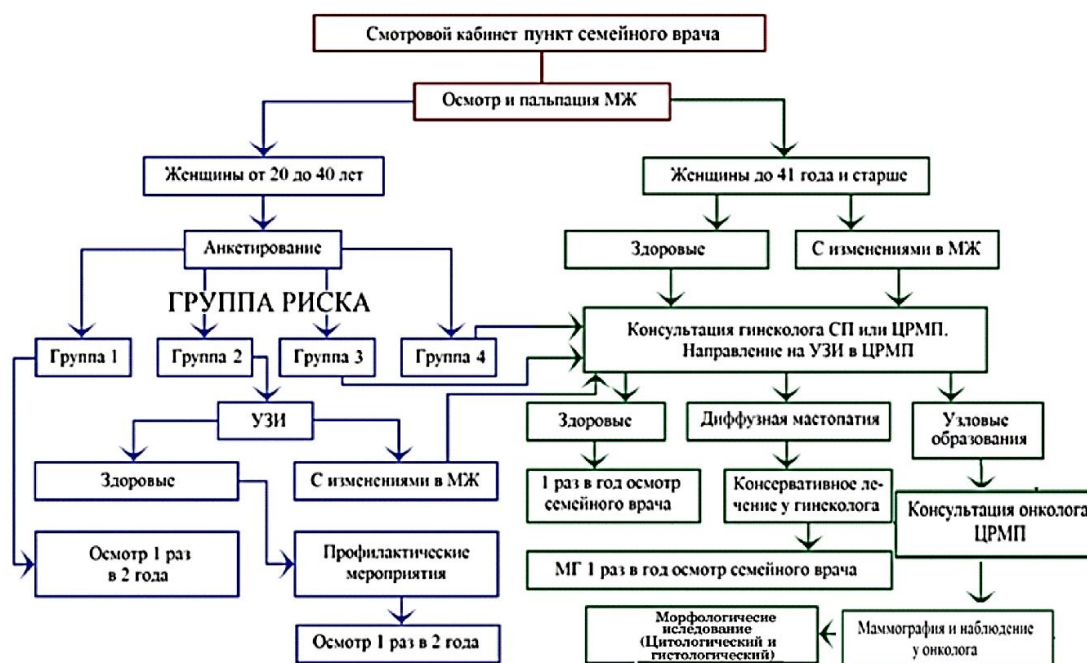 Смотровой кабинет пункт семейного врача
Осмотр и пальпация МЖ
Женщины от 20 до 40 лет
Женщины до 41 года и старше
Анкетирование
Здоровые
С изменениями в МЖ
ГРУППА РИСКА
Группа 1
Группа 2
Группа 3
Группа 4
Консультация гинеколога СП или ЦРМП.
Направление на УЗИ в ЦРМП
УЗИ
Здоровые
Диффузная мастопатия
Узловые
образования
Здоровые
С изменениями в МЖ
1 раз в год осмотр
семейного врача
Консервативное ле-
чение у гинеколога
Консультация онколога
ЦРМП
Осмотр 1 раз
в 2 года
Профилактические
мероприятия
МГ 1 раз в год осмотр семейного врача
Осмотр 1 раз в 2 года
Морфологичесие
иследование
(Цитологический и
гистологический)
Маммография и наблюдение
у онколога